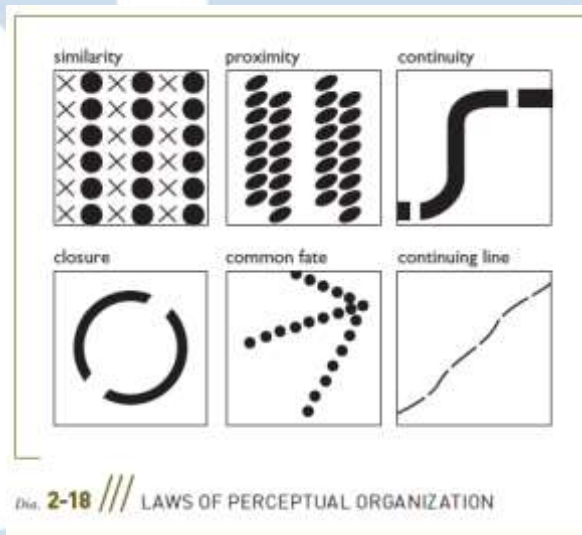 similarity proximity continuity
closure common fate continuing line
Dia. 2-18 /// LAWS OF PERCEPTUAL ORGANIZATION